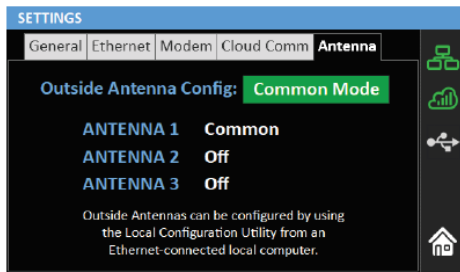 SETTINGS
General Ethernet Modem Cloud Comm Antenna
Outside Antenna Config: Common Mode
ANTENNA 1 Common
ANTENNA 2 Off
ANTENNA 3 Off
Outside Antennas can be configured by using
the Local Configuration Utility from an
Ethernet-connected local computer.